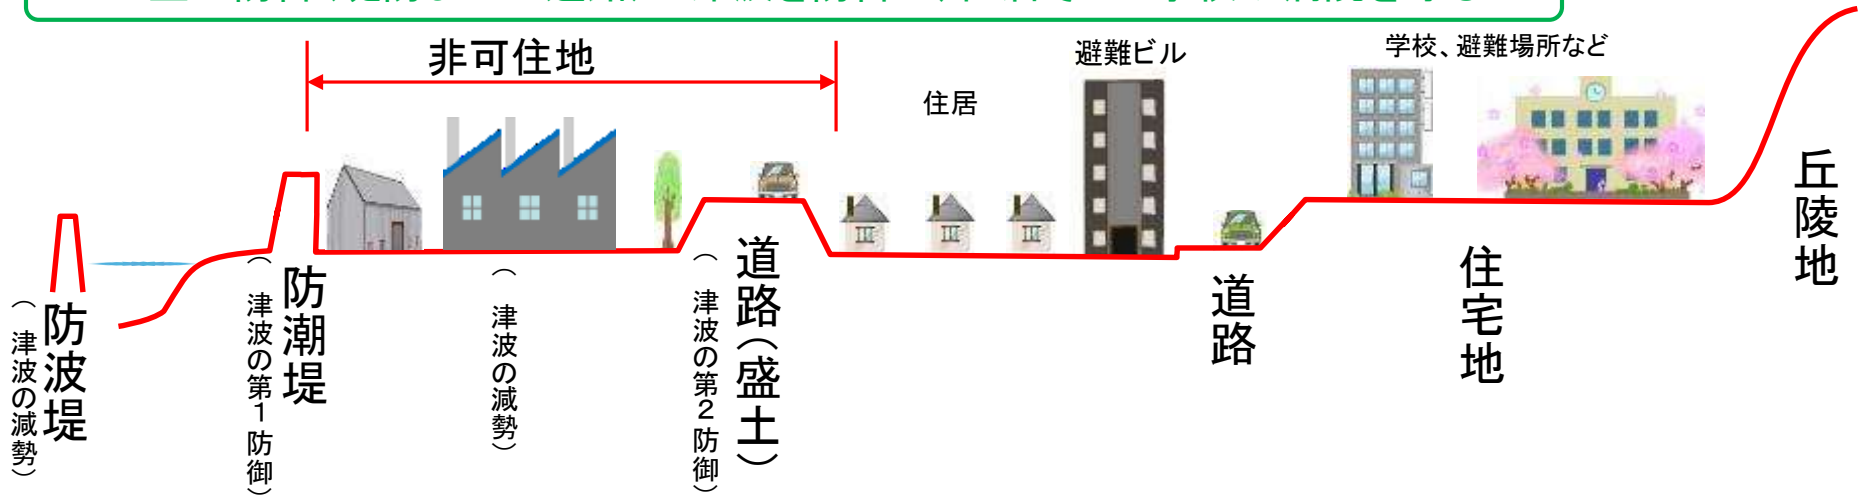 非可住地
避難ビル
学校、避難場所など
住居
防波堤
（津波の減勢）
防潮堤
（津波の第1防御）
（津波の減勢）
道路（盛土）
（津波の第2防御）
道路
住宅地
丘陵地